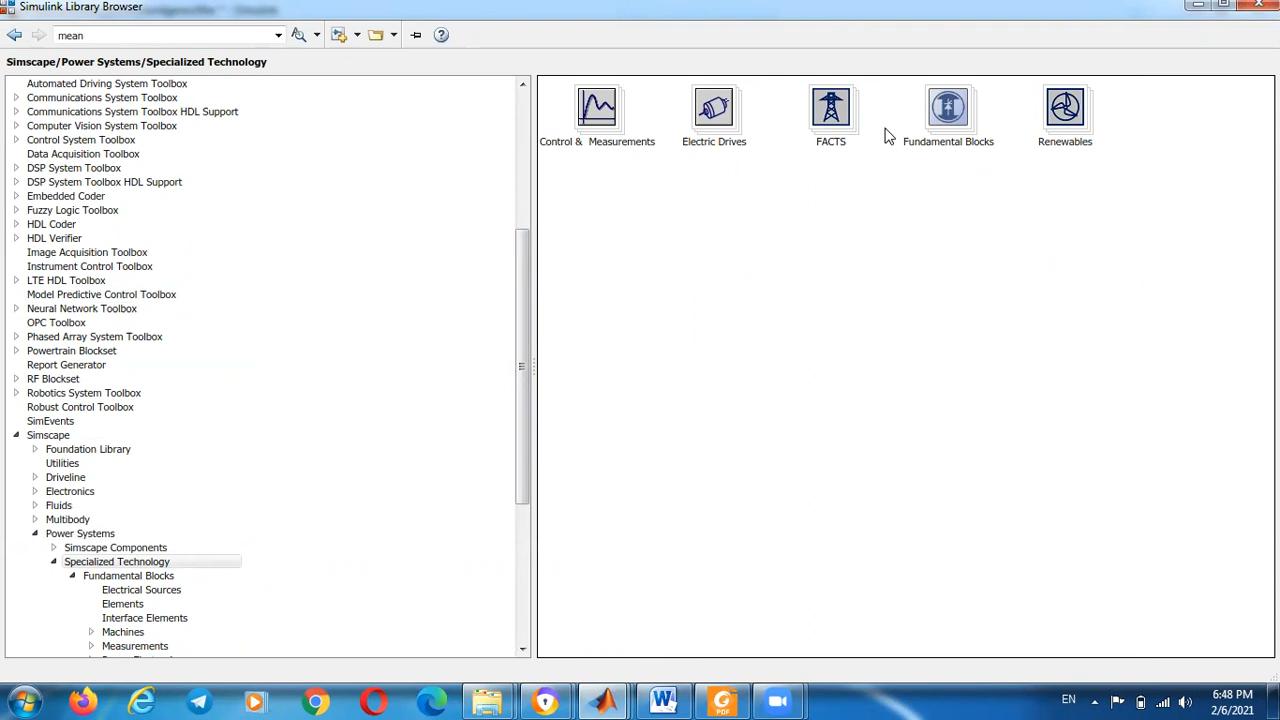 Simulink Library Browser
mean
Simscape/Power Systems/Specialized Technology
Automated Driving System Toolbox
Communications System Toolbox
Communications System Toolbox HDL Support
Computer Vision System Toolbox
Control System Toolbox
Data Acquisition Toolbox
DSP System Toolbox
DSP System Toolbox HDL Support
Embedded Coder
Fuzzy Logic Toolbox
HDL Coder
HDL Verifier
Image Acquisition Toolbox
Instrument Control Toolbox
LTE HDL Toolbox
Model Predictive Control Toolbox
Neural Network Toolbox
OPC Toolbox
Phased Array System Toolbox
Powertrain Blockset
Report Generator
RF Blockset
Robotics System Toolbox
Robust Control Toolbox
SimEvents
Simscape
Foundation Library
Utilities
Driveline
Electronics
Fluids
Multibody
Power Systems
Simscape Components
Specialized Technology
Fundamental Blocks
Electrical Sources
Elements
Interface Elements
Machines
Measurements
Control & Measurements
Electric Drives
FACTS
Fundamental Blocks
Renewables
PDF
EN
6:48 PM
2/6/2021